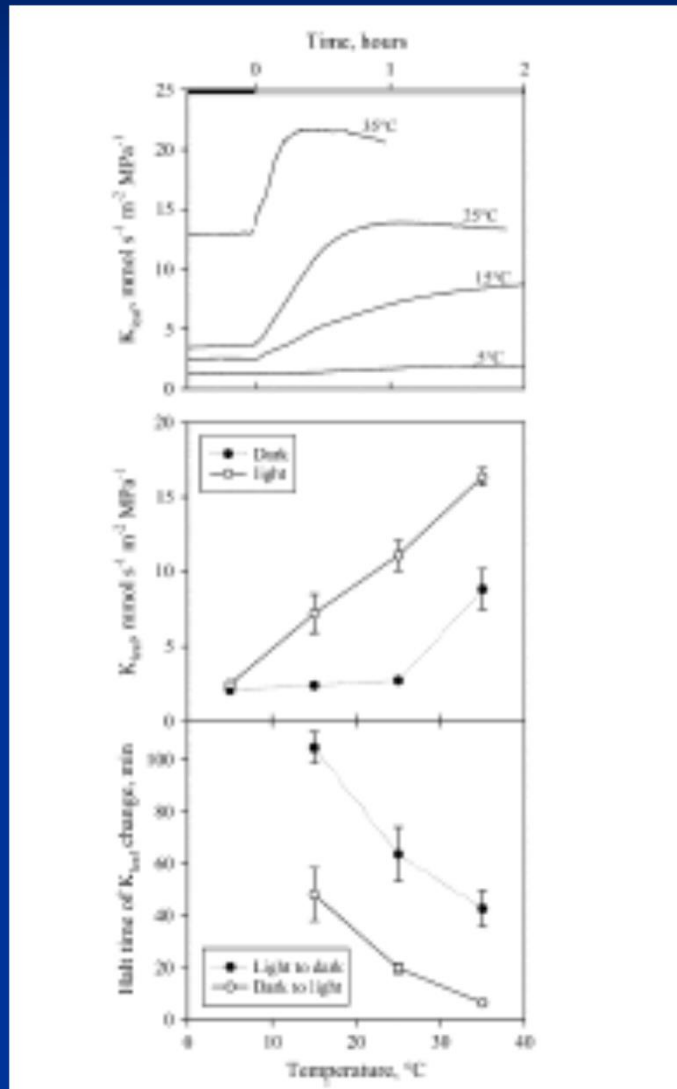 Time, hours
0 1 2
25
20
15
10
5
0
K_leaf, mmol s⁻¹ m⁻² MPa⁻¹
35°C
25°C
15°C
5°C
20
15
10
5
0
K_leaf, mmol s⁻¹ m⁻² MPa⁻¹
Dark
light
100
80
60
40
20
0
Half time of K_leaf change, min
Light to dark
Dark to light
0 10 20 30 40
Temperature, °C